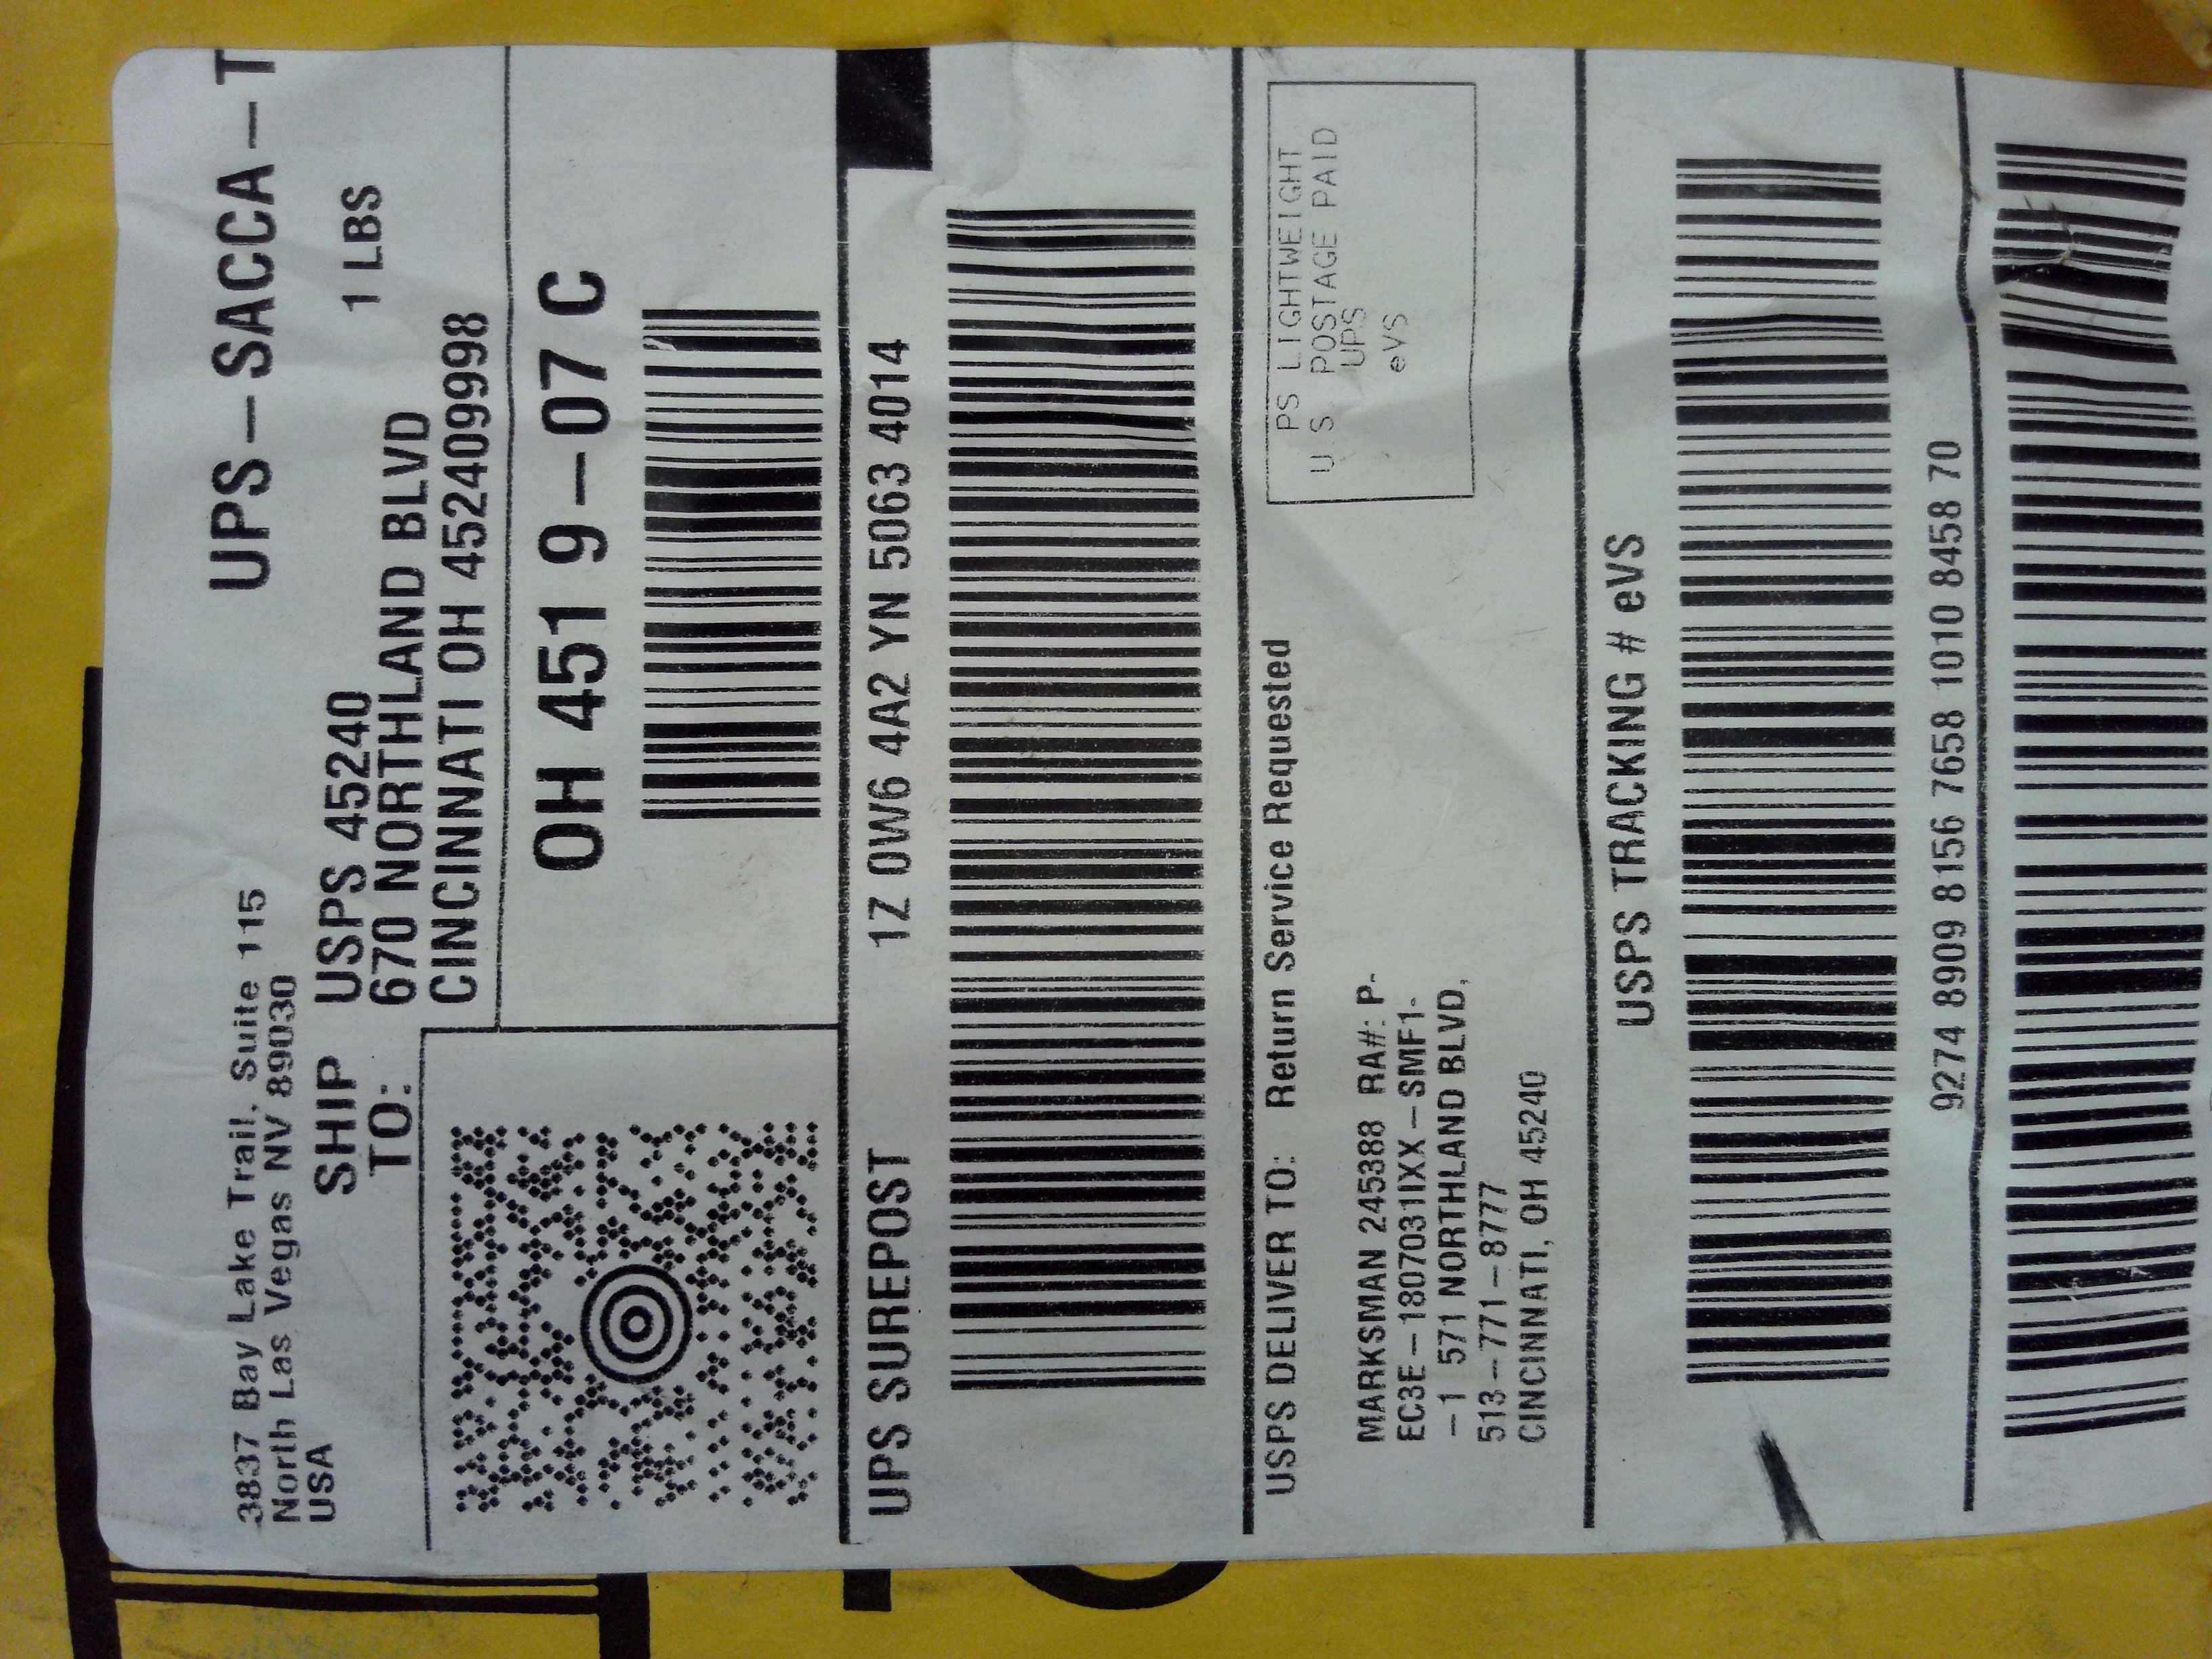 UPS-SACCA-T
3837 Bay Lake Trail, Suite 115
North Las Vegas NV 89030
USA
1 LBS
SHIP TO:
USPS 45240
670 NORTHLAND BLVD
CINCINNATI OH 452409998
OH 451 9-07 C
UPS SUREPOST
1Z 0W6 4A2 YN 5063 4014
USPS DELIVER TO: Return Service Requested
PS LIGHTWEIGHT
U.S. POSTAGE PAID
UPS
eVS
MARKSMAN 245388 RA#: P-
EC3E-1807031IXX-SMF1-
-1 571 NORTHLAND BLVD,
513-771-8777
CINCINNATI, OH 45240
USPS TRACKING # eVS
9274 8909 8156 7658 1010 8458 70